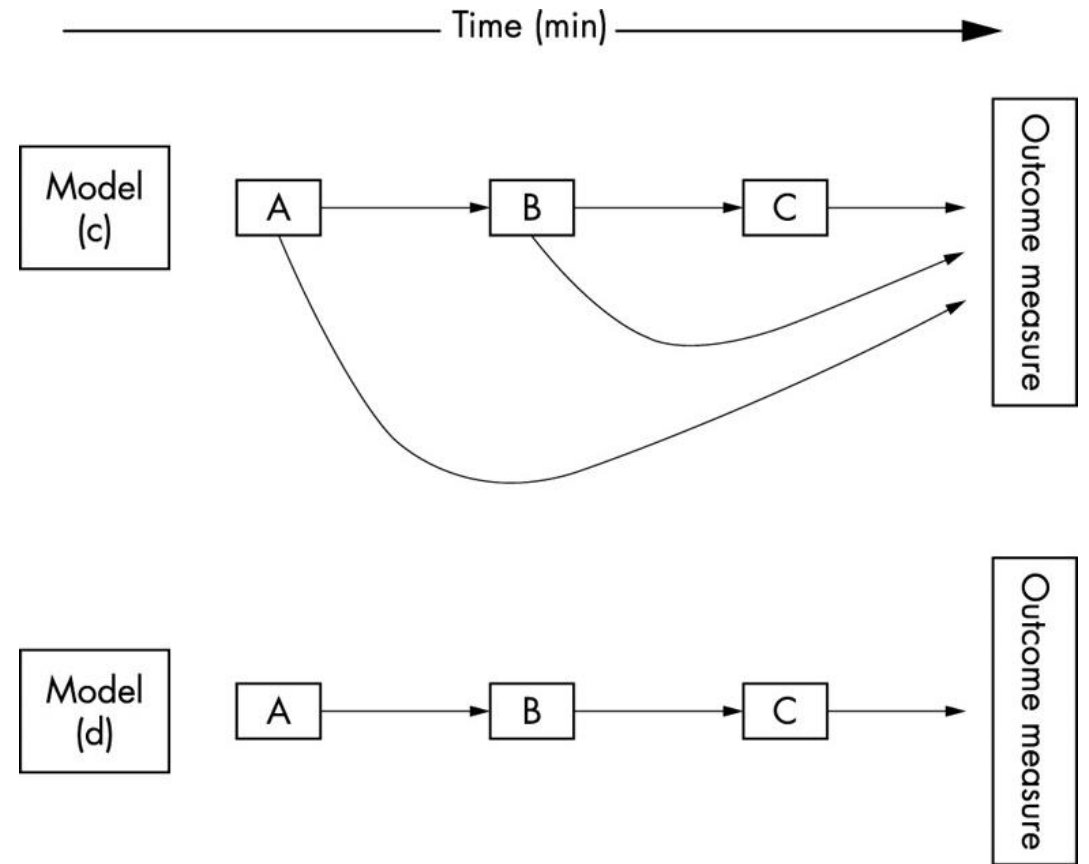 Time (min)
Model
(c)
A
B
C
Outcome measure
Model
(d)
A
B
C
Outcome measure